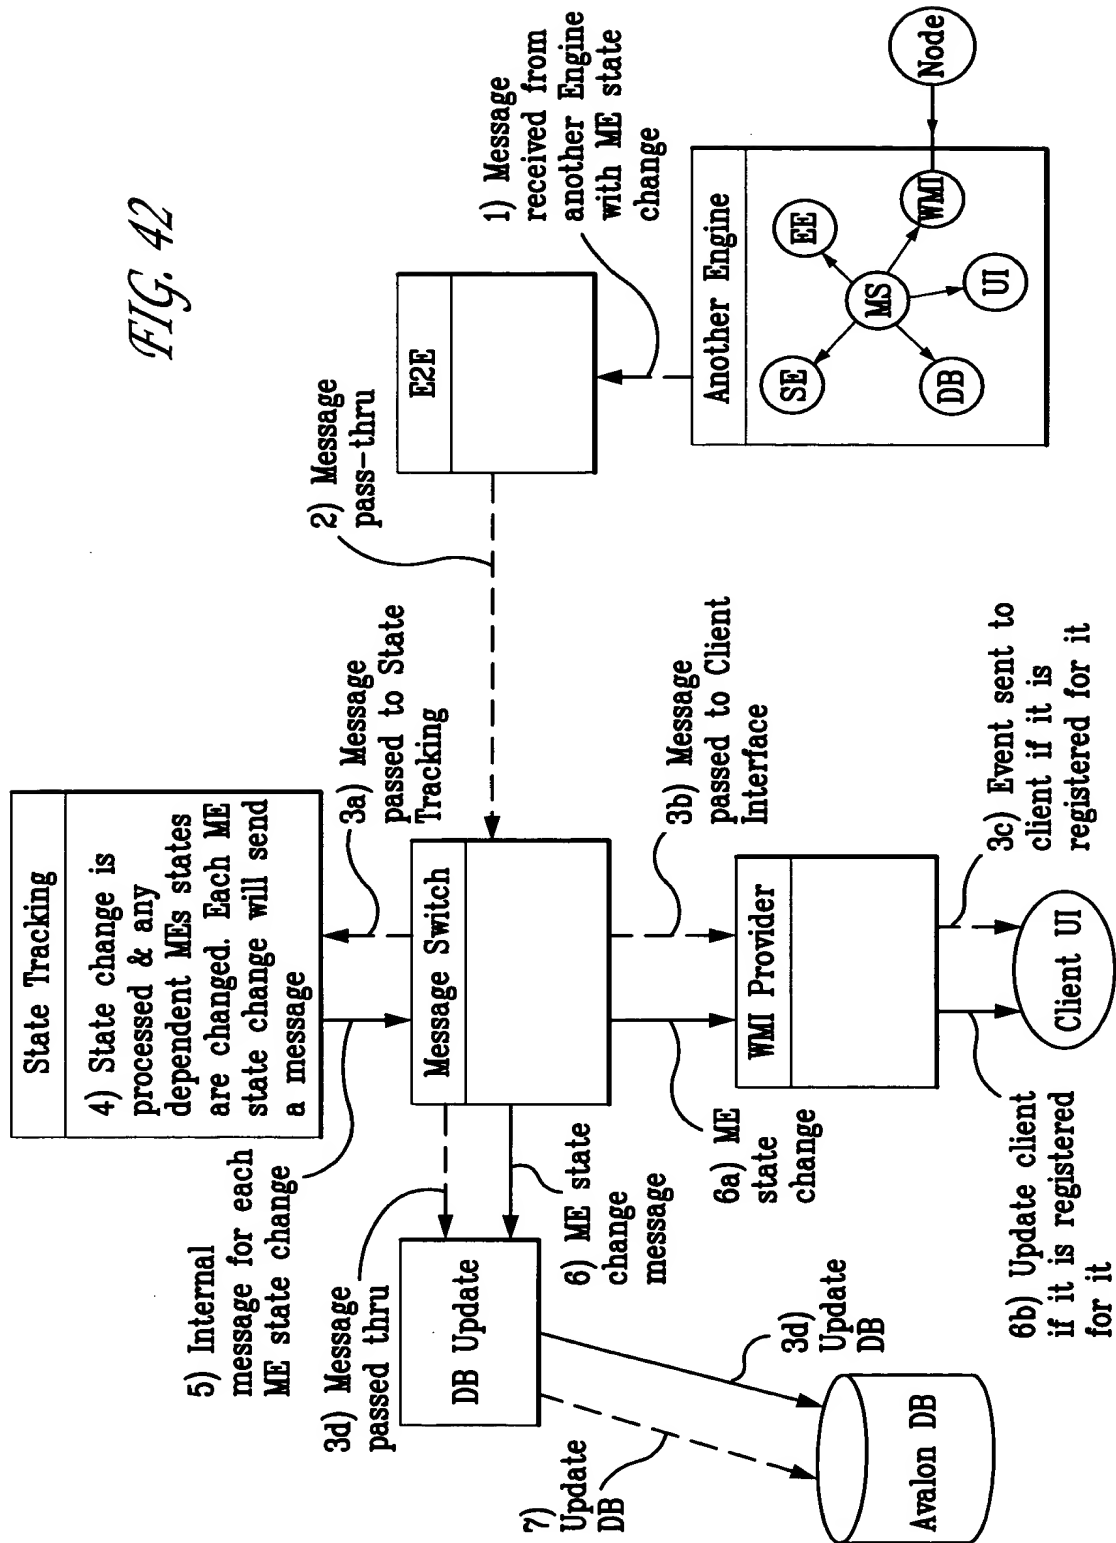 FIG. 42
State Tracking
4) State change is
processed & any
dependent MEs states
are changed. Each ME
state change will send
a message
5) Internal
message for each
ME state change
3a) Message
passed to State
Tracking
2) Message
pass-thru
E2E
1) Message
received from
another Engine
with ME state
change
3d) Message
passed thru
Message Switch
DB Update
6) ME state
change
message
6a) ME
state
change
3b) Message
passed to Client
Interface
WMI Provider
Another Engine
SE
EE
MS
WMI
DB
UI
Node
7) Update
DB
3d)
Update
DB
Avalon DB
6b) Update client
if it is registered
for it
3c) Event sent to
client if it is
registered for it
Client UI